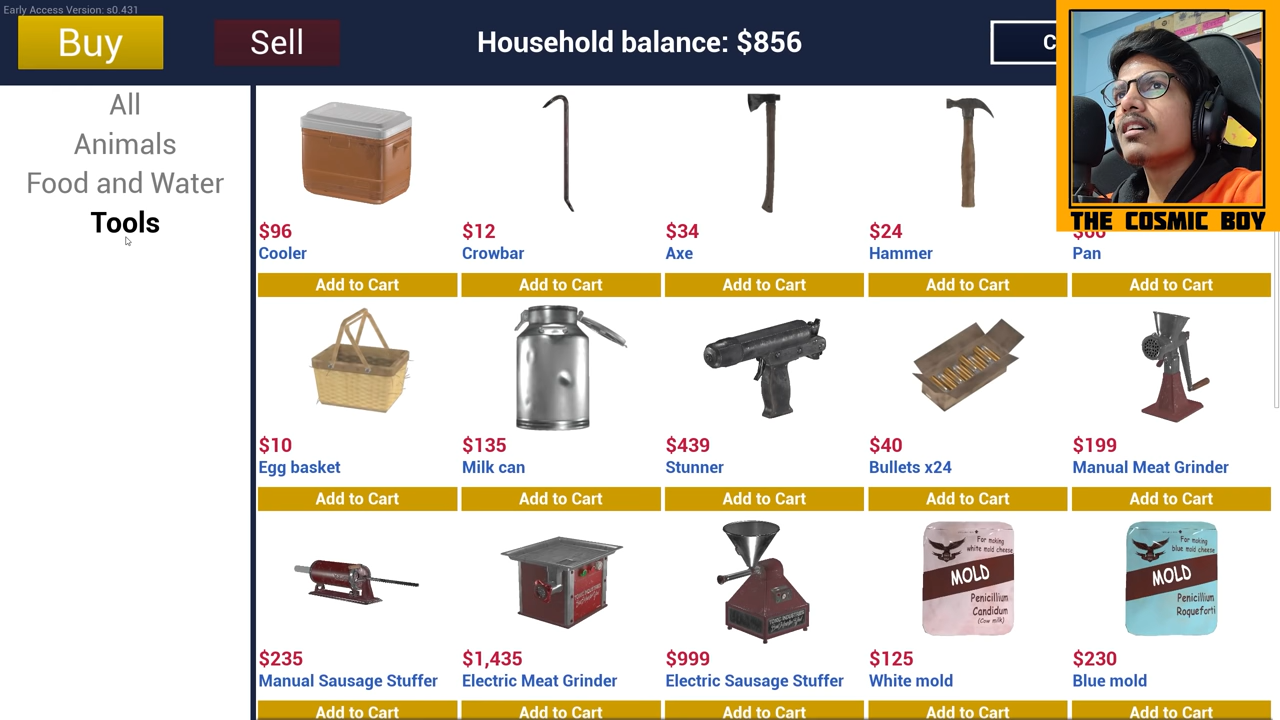 Early Access Version: s0.431
Buy
Sell
Household balance: $856
C
All
Animals
Food and Water
Tools
THE COSMIC BOY
$96
Cooler
Add to Cart
$12
Crowbar
Add to Cart
$34
Axe
Add to Cart
$24
Hammer
Add to Cart
Pan
Add to Cart
$10
Egg basket
Add to Cart
$135
Milk can
Add to Cart
$439
Stunner
Add to Cart
$40
Bullets x24
Add to Cart
$199
Manual Meat Grinder
Add to Cart
$235
Manual Sausage Stuffer
Add to Cart
$1,435
Electric Meat Grinder
Add to Cart
$999
Electric Sausage Stuffer
Add to Cart
For making
white mold cheese
MOLD
Penicillium
Candidum
(Cow milk)
$125
White mold
Add to Cart
For making
blue mold cheese
MOLD
Penicillium
Roqueforti
$230
Blue mold
Add to Cart